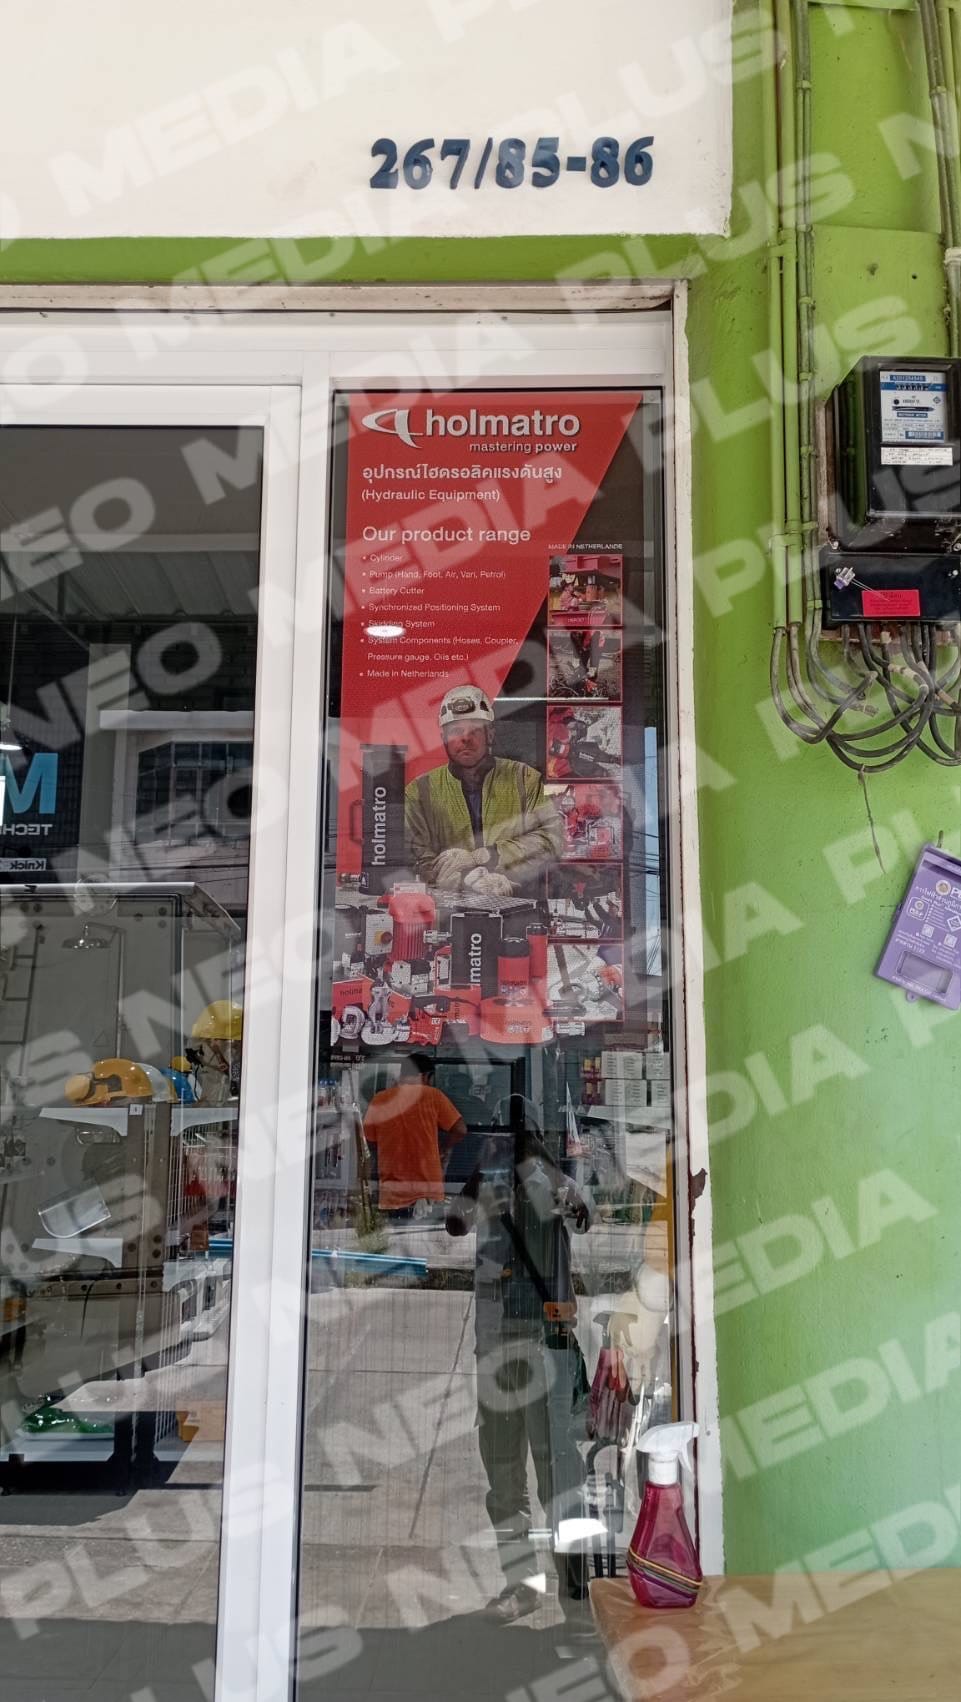 267/85-86
holmatro
mastering power
อุปกรณ์ไฮดรอลิคแรงดันสูง
(Hydraulic Equipment)
Our product range
MADE IN NETHERLANDS
• Cylinder
• Pump (Hand, Foot, Air, Vari, Petrol)
• Battery Cutter
• Synchronized Positioning System
• Skidding System
• System Components (Hoses, Coupler,
Pressure gauge, Oils etc.)
• Made in Netherlands
holmatro
matro
holmatro
M
TECH
Knick
NEO MEDIA PLUS